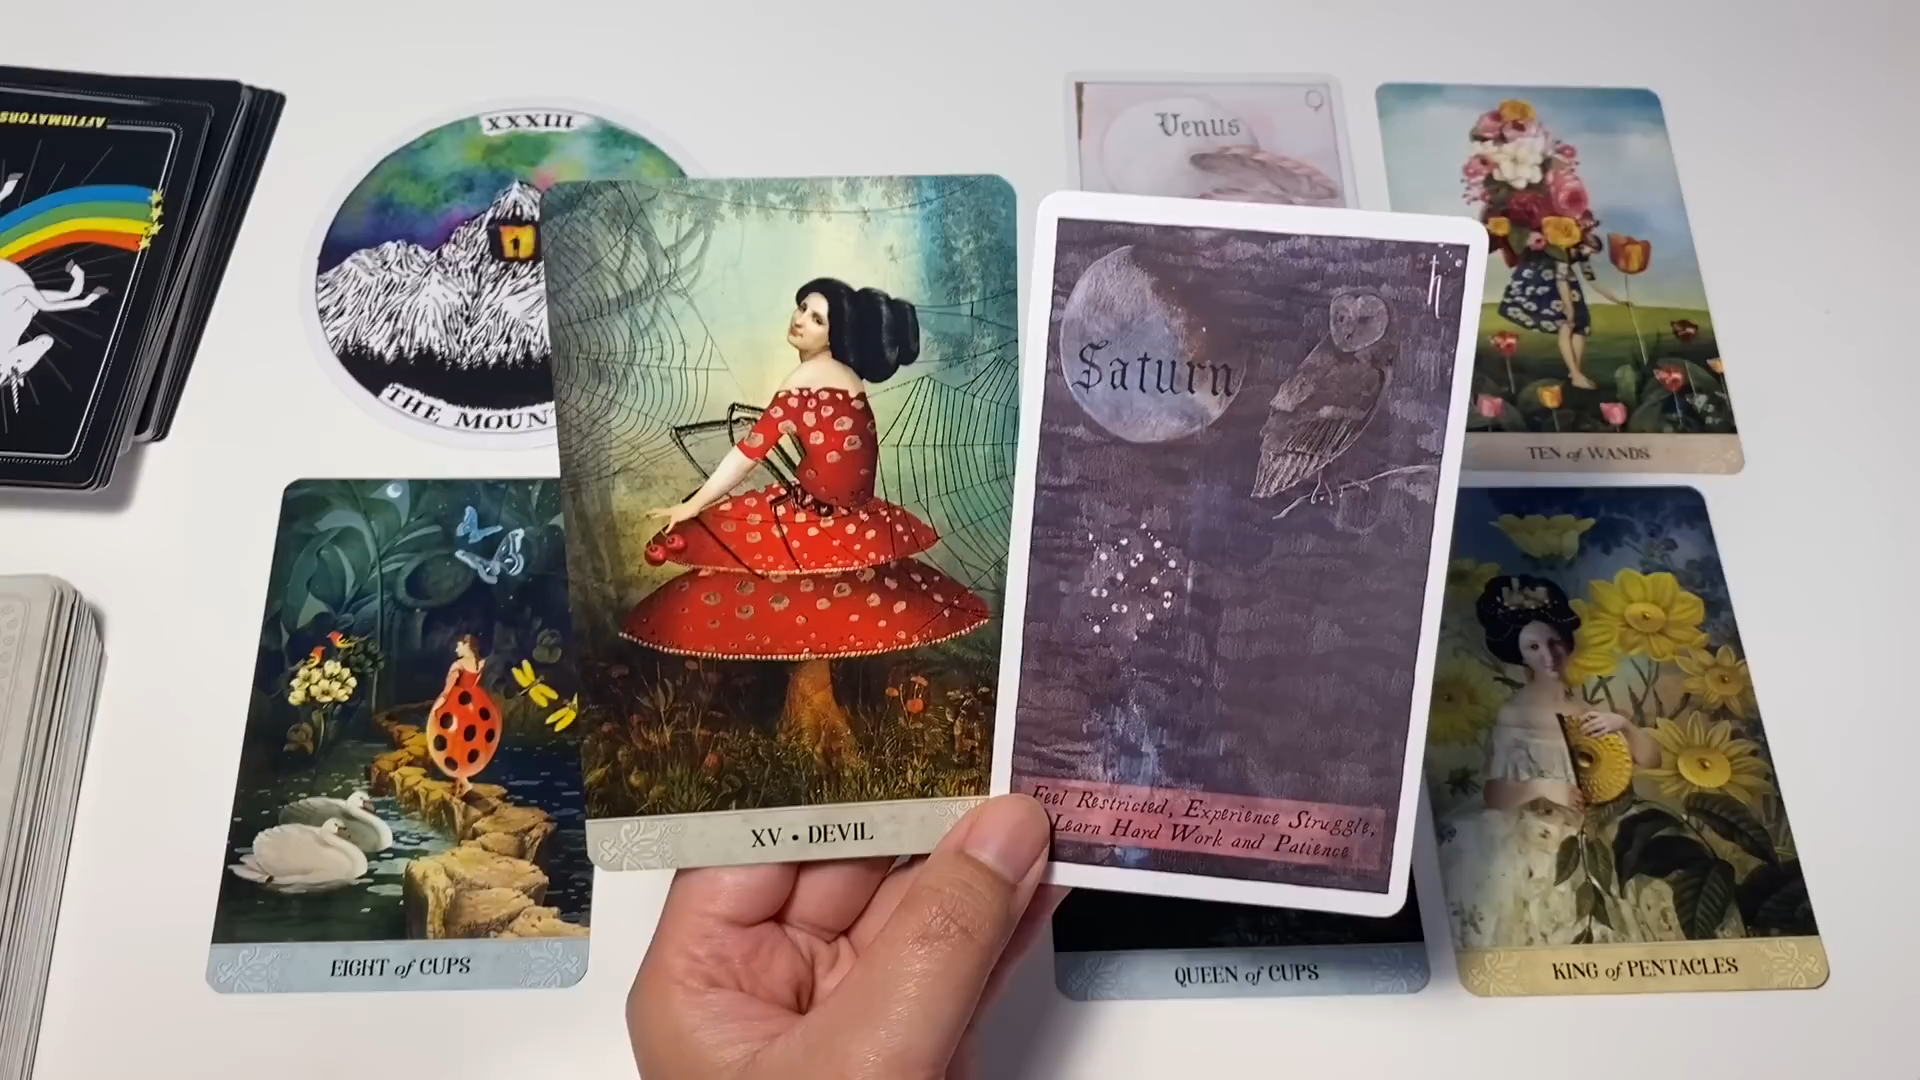 AFFIRMATORS
XXXIII
THE MOUNT
Venus
Saturn
Feel Restricted, Experience Struggle,
Learn Hard Work and Patience
TEN of WANDS
XV • DEVIL
EIGHT of CUPS
QUEEN of CUPS
KING of PENTACLES